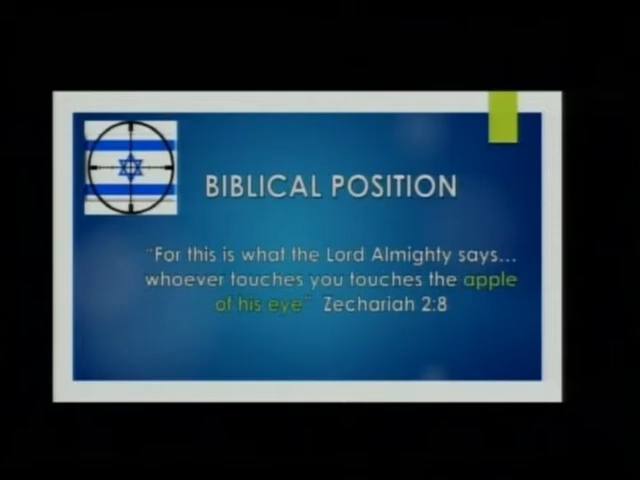 BIBLICAL POSITION
"For this is what the Lord Almighty says...
whoever touches you touches the apple
of his eye" Zechariah 2:8